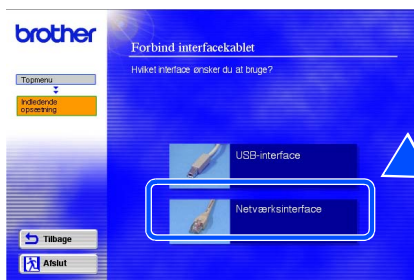 brother
Forbind interfacekablet
Hvilket interface ønsker du at bruge?
Topmenu
Indledende
opsætning
USB-interface
Netværksinterface
Tilbage
Afslut